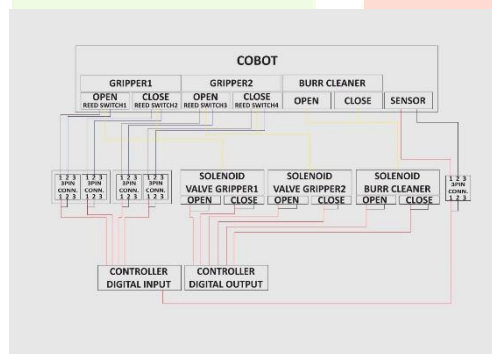 COBOT
GRIPPER1 GRIPPER2 BURR CLEANER
OPEN CLOSE OPEN CLOSE OPEN CLOSE SENSOR
REED SWITCH1 REED SWITCH2 REED SWITCH3 REED SWITCH4
1 2 3 1 2 3 1 2 3 1 2 3 1 2 3
3PIN 3PIN 3PIN 3PIN 3PIN
CONN. CONN. CONN. CONN. CONN.
1 2 3 1 2 3 1 2 3 1 2 3 1 2 3
SOLENOID SOLENOID SOLENOID
VALVE GRIPPER1 VALVE GRIPPER2 BURR CLEANER
OPEN CLOSE OPEN CLOSE OPEN CLOSE
CONTROLLER CONTROLLER
DIGITAL INPUT DIGITAL OUTPUT